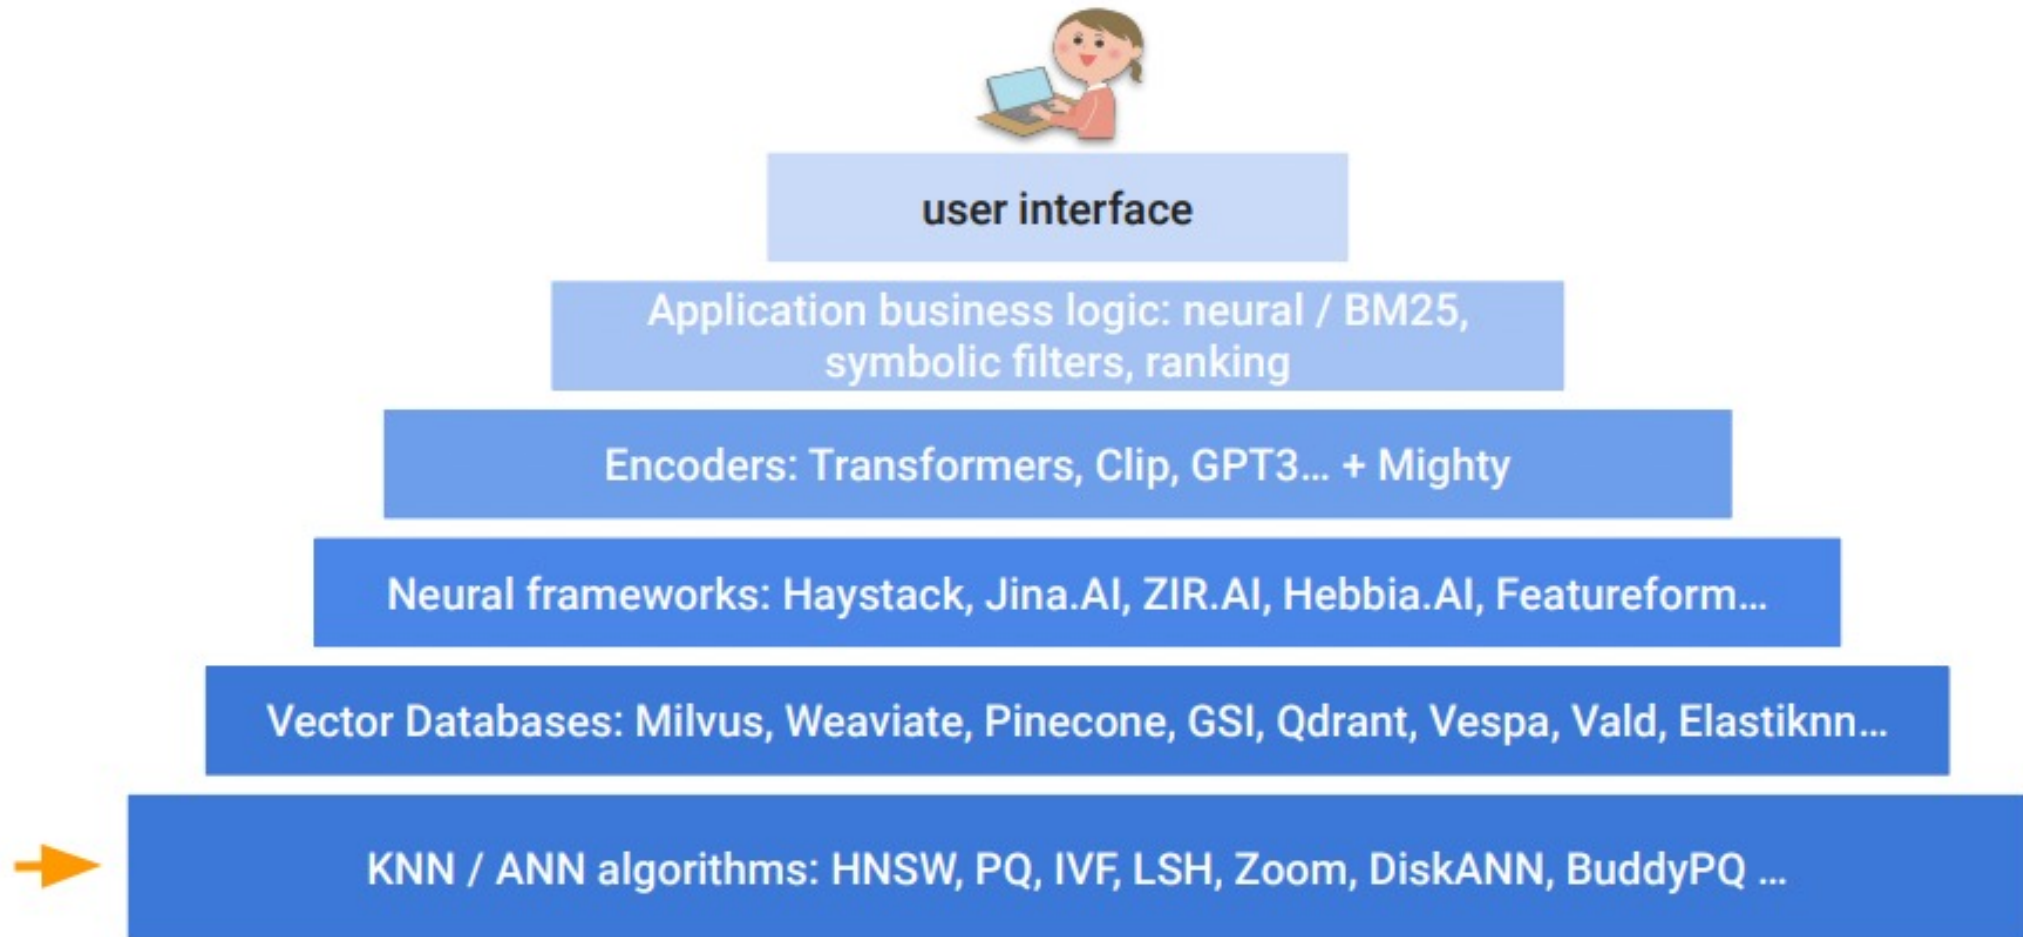 user interface
Application business logic: neural / BM25,
symbolic filters, ranking
Encoders: Transformers, Clip, GPT3... + Mighty
Neural frameworks: Haystack, Jina.AI, ZIR.AI, Hebbia.AI, Featureform...
Vector Databases: Milvus, Weaviate, Pinecone, GSI, Qdrant, Vespa, Vald, Elastiknn...
KNN / ANN algorithms: HNSW, PQ, IVF, LSH, Zoom, DiskANN, BuddyPQ ...